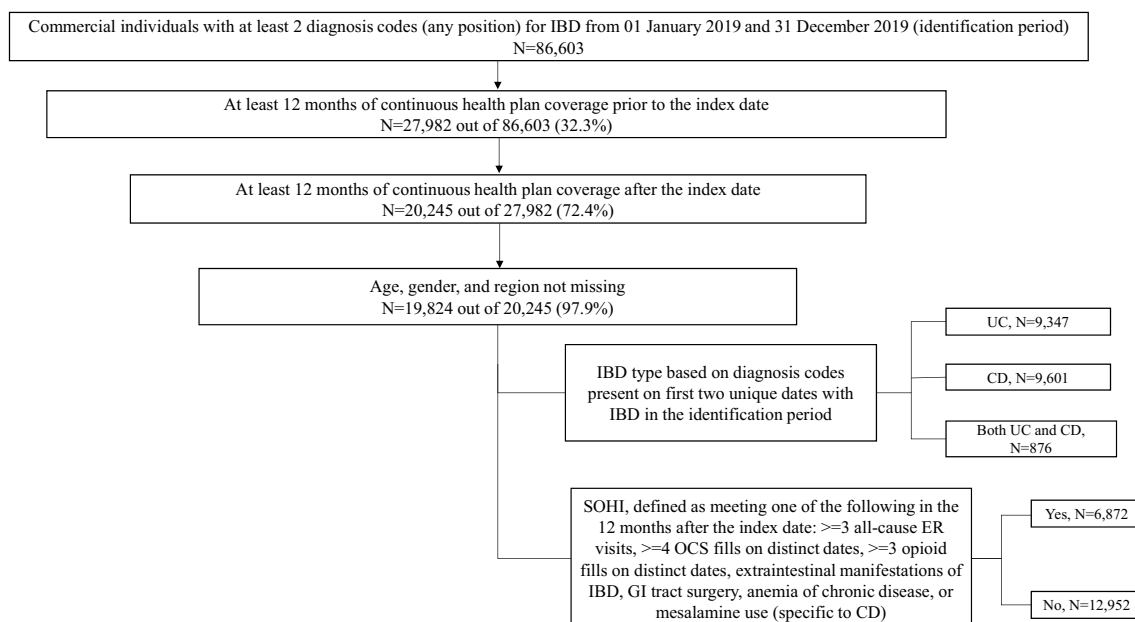 Commercial individuals with at least 2 diagnosis codes (any position) for IBD from 01 January 2019 and 31 December 2019 (identification period)
N=86,603
At least 12 months of continuous health plan coverage prior to the index date
N=27,982 out of 86,603 (32.3%)
At least 12 months of continuous health plan coverage after the index date
N=20,245 out of 27,982 (72.4%)
Age, gender, and region not missing
N=19,824 out of 20,245 (97.9%)
IBD type based on diagnosis codes
present on first two unique dates with
IBD in the identification period
UC, N=9,347
CD, N=9,601
Both UC and CD,
N=876
SOHI, defined as meeting one of the following in the
12 months after the index date: >=3 all-cause ER
visits, >=4 OCS fills on distinct dates, >=3 opioid
fills on distinct dates, extraintestinal manifestations of
IBD, GI tract surgery, anemia of chronic disease, or
mesalamine use (specific to CD)
Yes, N=6,872
No, N=12,952